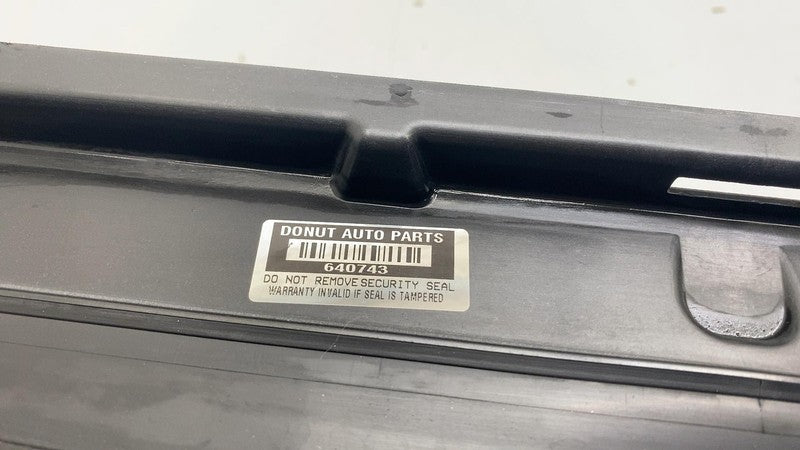 DONUT AUTO PARTS
640743
DO NOT REMOVE SECURITY SEAL
WARRANTY INVALID IF SEAL IS TAMPERED